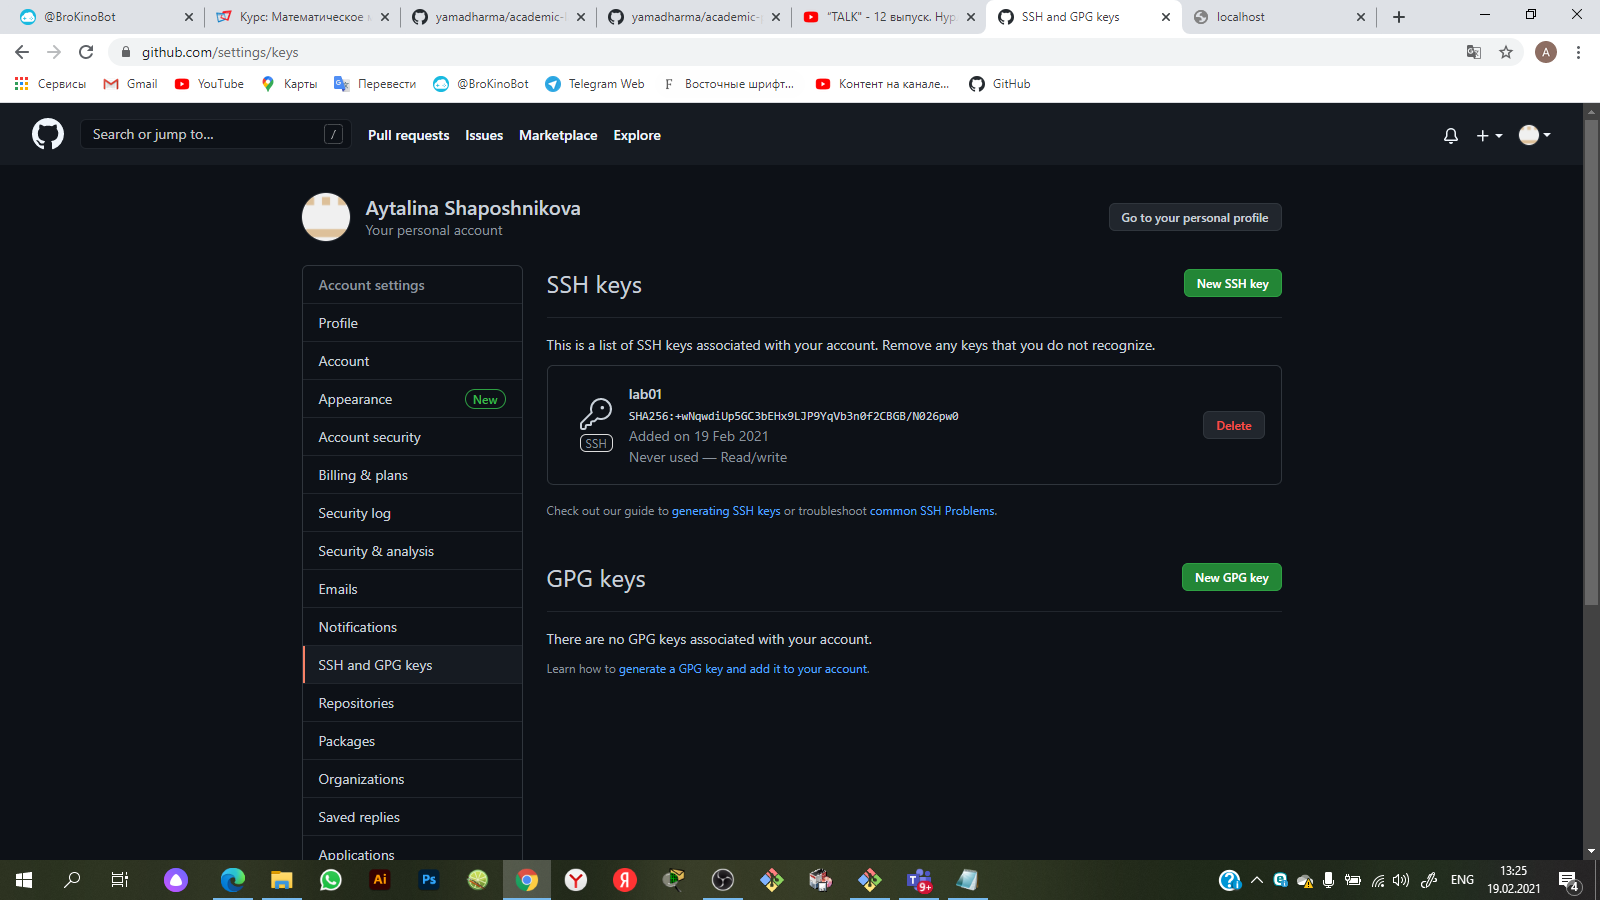 @BroKinoBot
Курс: Математическое
yamadharma/academic-l
yamadharma/academic-p
"TALK" - 12 выпуск. Нур
SSH and GPG keys
localhost
github.com/settings/keys
A
Сервисы
Gmail
YouTube
Карты
Перевести
@BroKinoBot
Telegram Web
Восточные шрифт...
Контент на канале...
GitHub
Search or jump to...
/
Pull requests
Issues
Marketplace
Explore
Aytalina Shaposhnikova
Your personal account
Go to your personal profile
Account settings
Profile
Account
Appearance
New
Account security
Billing & plans
Security log
Security & analysis
Emails
Notifications
SSH and GPG keys
Repositories
Packages
Organizations
Saved replies
Applications
SSH keys
New SSH key
This is a list of SSH keys associated with your account. Remove any keys that you do not recognize.
lab01
SHA256:+wNqwdiUp5GC3bEHx9LJP9YqVb3n0f2CBGB/N026pw0
Added on 19 Feb 2021
Never used — Read/write
SSH
Delete
Check out our guide to generating SSH keys or troubleshoot common SSH Problems.
GPG keys
New GPG key
There are no GPG keys associated with your account.
Learn how to generate a GPG key and add it to your account.
Ai
Ps
Y
Я
9+
ENG
13:25
19.02.2021
4